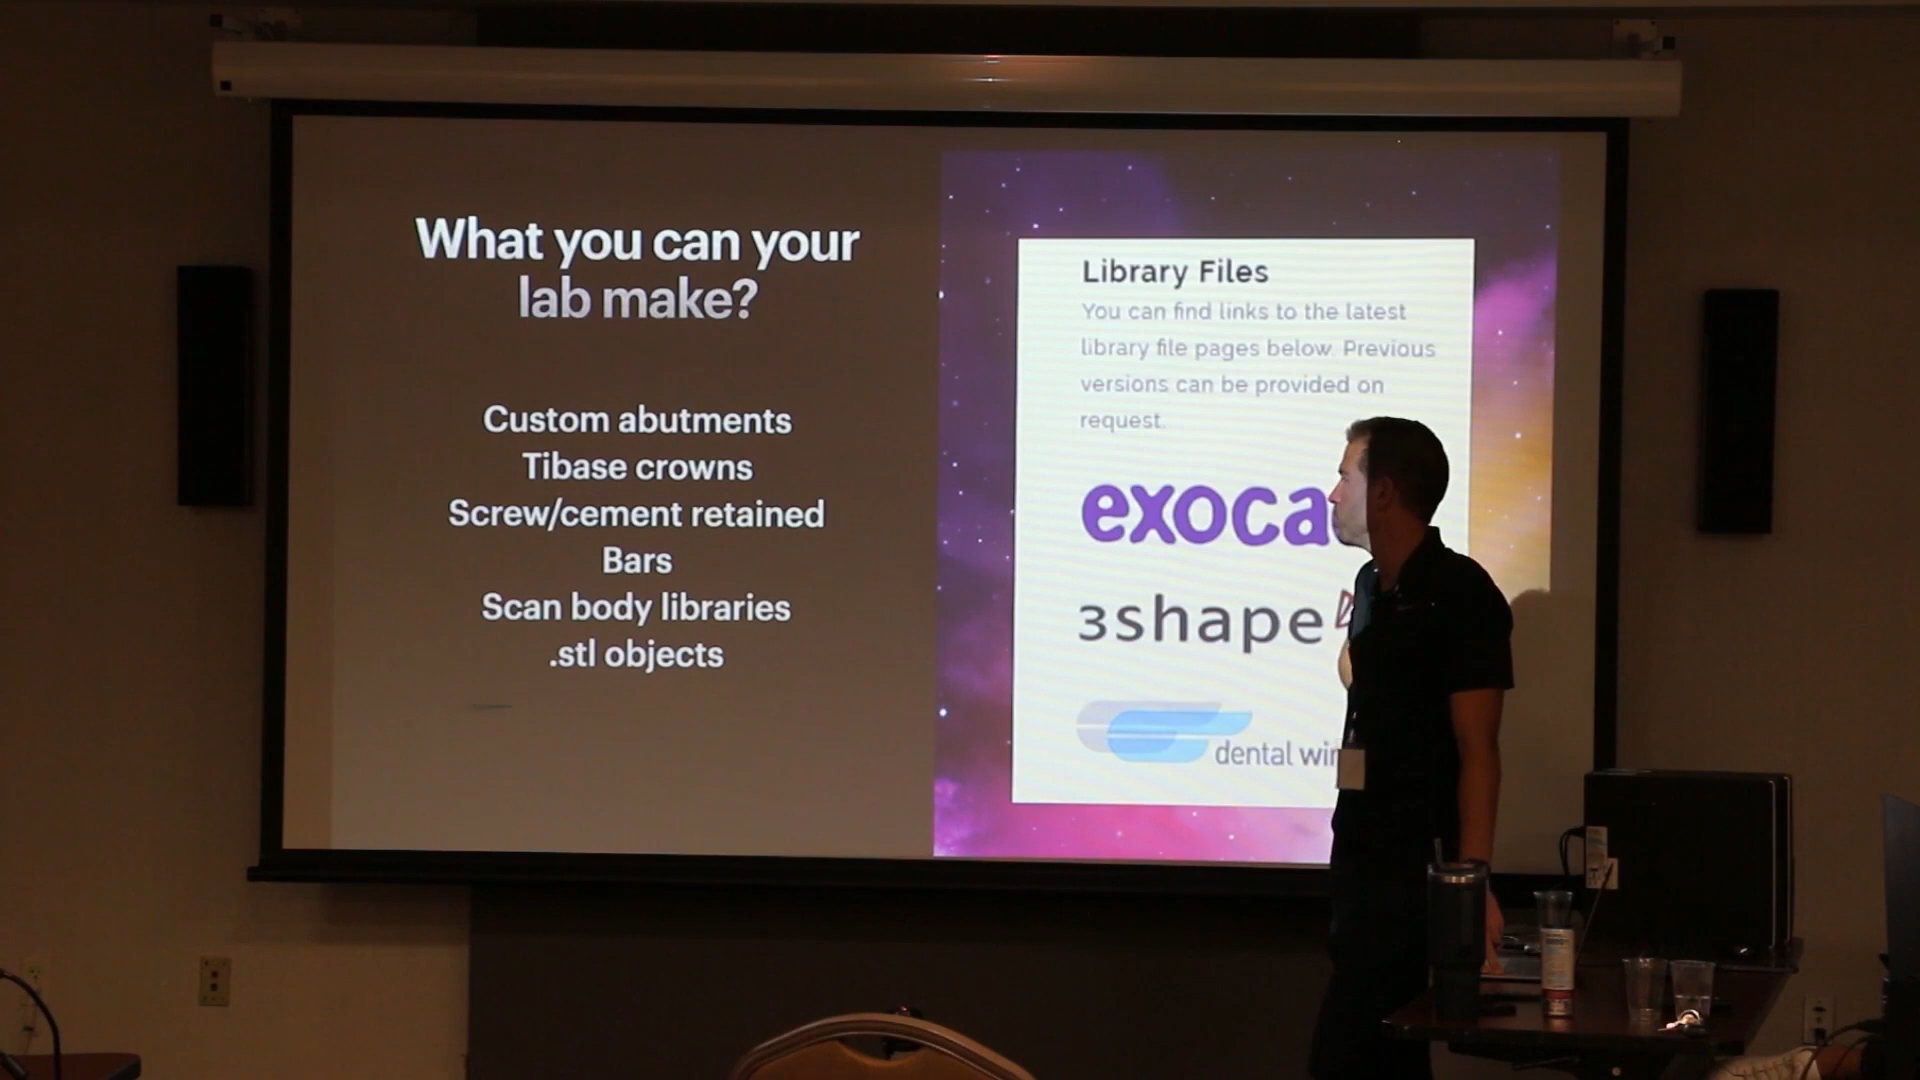 What you can your
lab make?
Custom abutments
Tibase crowns
Screw/cement retained
Bars
Scan body libraries
.stl objects
Library Files
You can find links to the latest
library file pages below. Previous
versions can be provided on
request.
exoca
3shape
dental win